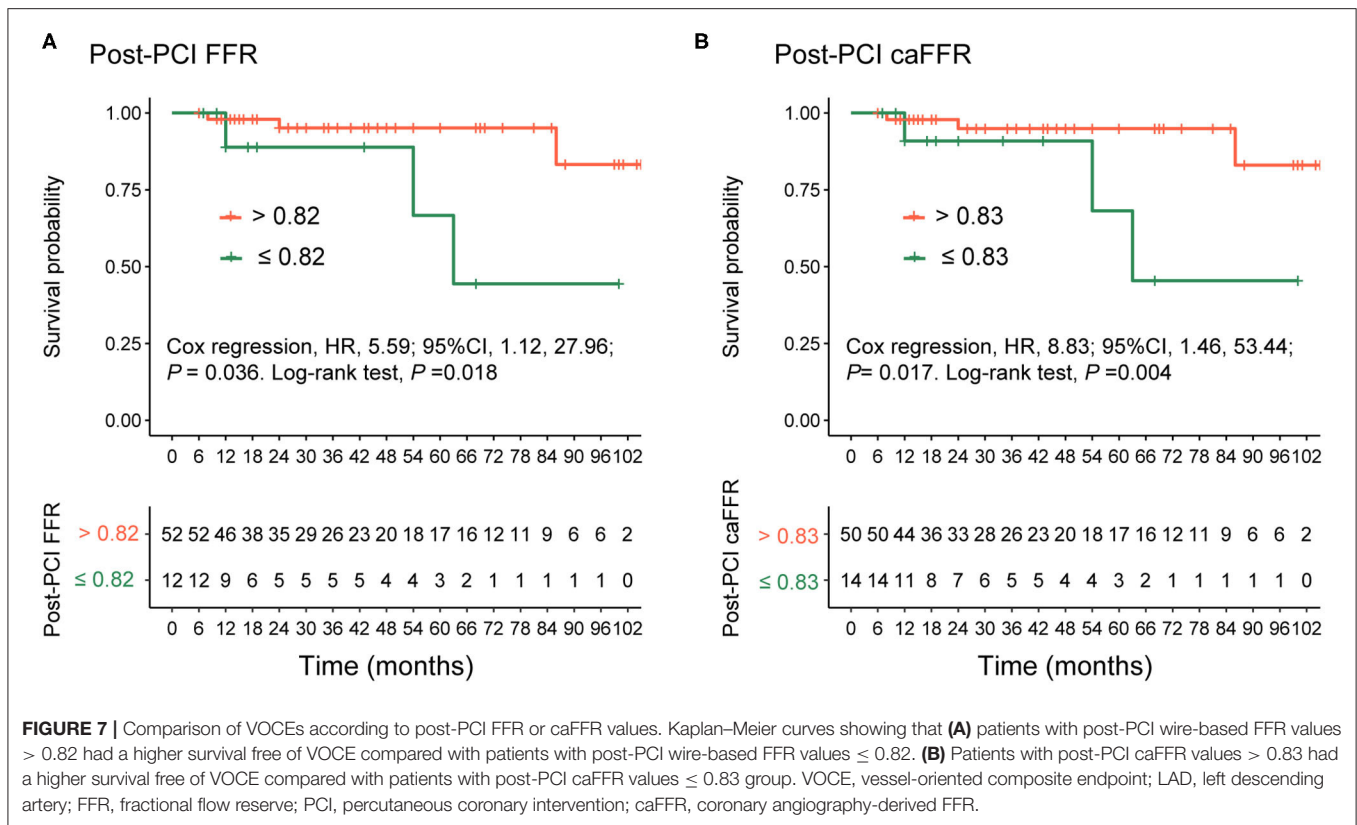 A
Post-PCI FFR
Survival probability
1.00
0.75
0.50
0.25
0.00
> 0.82
≤ 0.82
Cox regression, HR, 5.59; 95%CI, 1.12, 27.96;
P = 0.036. Log-rank test, P =0.018
0 6 12 18 24 30 36 42 48 54 60 66 72 78 84 90 96 102
Post-PCI FFR
> 0.82 52 52 46 38 35 29 26 23 20 18 17 16 12 11 9 6 6 2
≤ 0.82 12 12 9 6 5 5 5 5 4 4 3 2 1 1 1 1 1 0
0 6 12 18 24 30 36 42 48 54 60 66 72 78 84 90 96 102
Time (months)
B
Post-PCI caFFR
Survival probability
1.00
0.75
0.50
0.25
0.00
> 0.83
≤ 0.83
Cox regression, HR, 8.83; 95%CI, 1.46, 53.44;
P= 0.017. Log-rank test, P =0.004
0 6 12 18 24 30 36 42 48 54 60 66 72 78 84 90 96 102
Post-PCI caFFR
> 0.83 50 50 44 36 33 28 26 23 20 18 17 16 12 11 9 6 6 2
≤ 0.83 14 14 11 8 7 6 5 5 4 4 3 2 1 1 1 1 1 0
0 6 12 18 24 30 36 42 48 54 60 66 72 78 84 90 96 102
Time (months)
FIGURE 7 | Comparison of VOCEs according to post-PCI FFR or caFFR values. Kaplan–Meier curves showing that (A) patients with post-PCI wire-based FFR values
> 0.82 had a higher survival free of VOCE compared with patients with post-PCI wire-based FFR values ≤ 0.82. (B) Patients with post-PCI caFFR values > 0.83 had
a higher survival free of VOCE compared with patients with post-PCI caFFR values ≤ 0.83 group. VOCE, vessel-oriented composite endpoint; LAD, left descending
artery; FFR, fractional flow reserve; PCI, percutaneous coronary intervention; caFFR, coronary angiography-derived FFR.